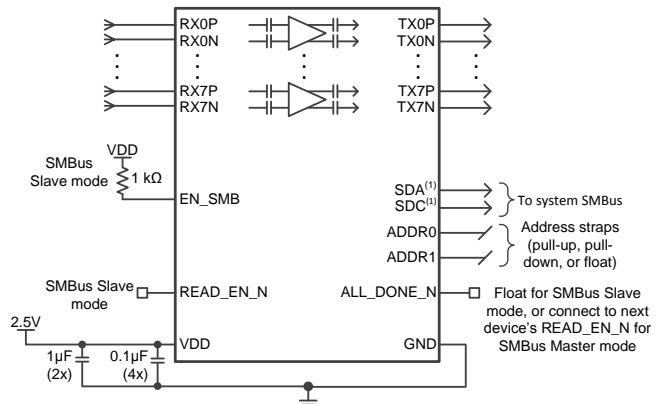 RX0P
RX0N
RX7P
RX7N
TX0P
TX0N
TX7P
TX7N
VDD
SMBus
Slave mode
1 kΩ
EN_SMB
SDA(1)
SDC(1)
To system SMBus
ADDR0
ADDR1
Address straps
(pull-up, pull-
down, or float)
SMBus Slave
mode
READ_EN_N
ALL_DONE_N
Float for SMBus Slave
mode, or connect to next
device's READ_EN_N for
SMBus Master mode
2.5V
VDD
GND
1μF
(2x)
0.1μF
(4x)